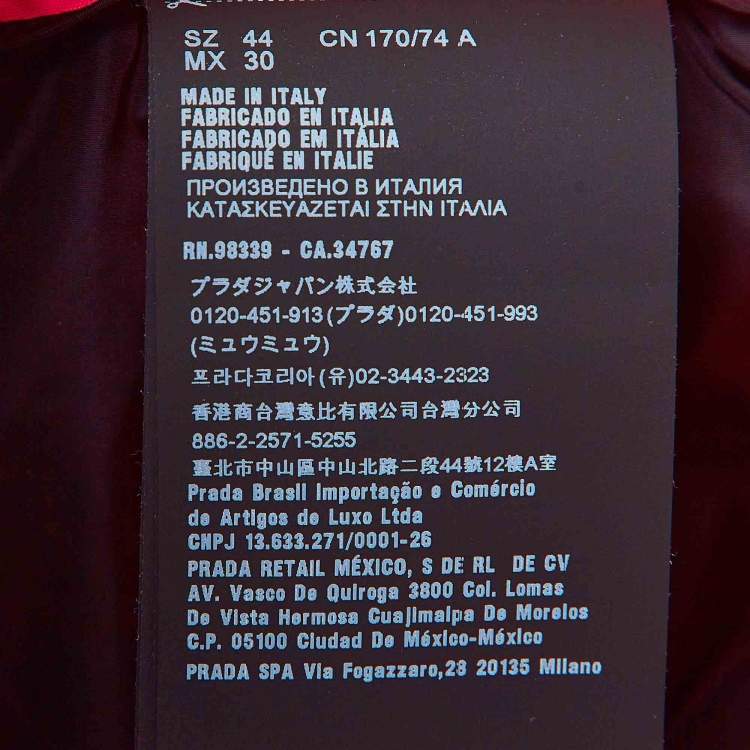 SZ 44 CN 170/74 A
MX 30
MADE IN ITALY
FABRICADO EN ITALIA
FABRICADO EM ITÁLIA
FABRIQUÉ EN ITALIE
ПРОИЗВЕДЕНО В ИТАЛИЯ
ΚΑΤΑΣΚΕΥΑΖΕΤΑΙ ΣΤΗΝ ΙΤΑΛΙΑ
RN.98339 - CA.34767
プラダジャパン株式会社
0120-451-913(プラダ)0120-451-993
(ミュウミュウ)
프라다코리아(유)02-3443-2323
香港商台灣意比有限公司台灣分公司
886-2-2571-5255
臺北市中山區中山北路二段44號12樓A室
Prada Brasil Importação e Comércio
de Artigos de Luxo Ltda
CNPJ 13.633.271/0001-26
PRADA RETAIL MÉXICO, S DE RL DE CV
AV. Vasco De Quiroga 3800 Col. Lomas
De Vista Hermosa Cuajimalpa De Morelos
C.P. 05100 Ciudad De México-México
PRADA SPA Via Fogazzaro,28 20135 Milano